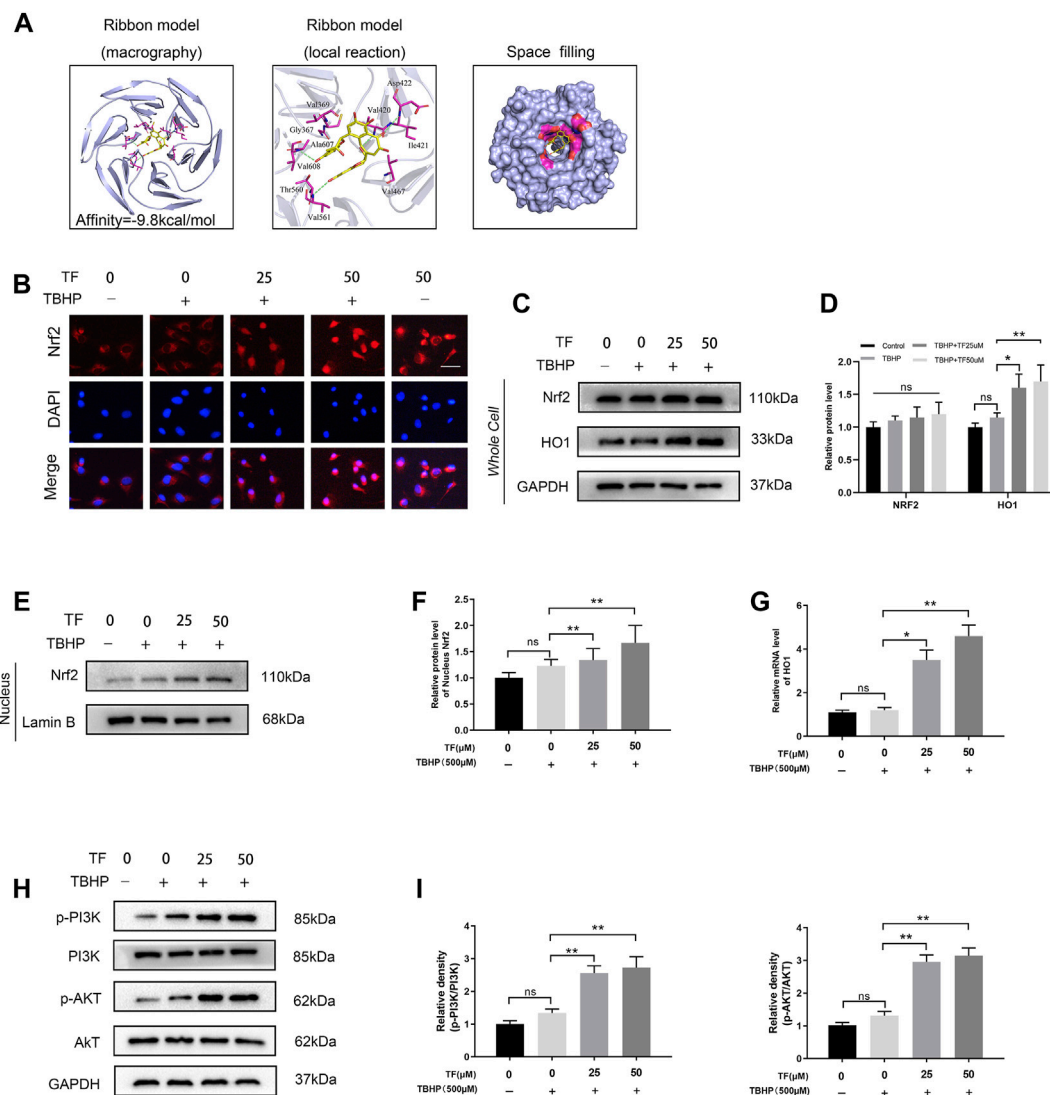 A
Ribbon model
(macrography)
Affinity=-9.8kcal/mol
Ribbon model
(local reaction)
Asp422
Val369
Val420
Gly367
Ala607
Ile421
Val608
Thr560
Val467
Val561
Space filling
B
TF 0 0 25 50 50
TBHP – + + + –
Nrf2
DAPI
Merge
C
TF 0 0 25 50
TBHP – + + +
Whole Cell
Nrf2 110kDa
HO1 33kDa
GAPDH 37kDa
D
Control
TBHP
TBHP+TF25uM
TBHP+TF50uM
Relative protein level
2.0
1.5
1.0
0.5
0.0
ns
ns
*
**
NRF2 HO1
E
TF 0 0 25 50
TBHP – + + +
Nucleus
Nrf2 110kDa
Lamin B 68kDa
F
Relative protein level
of Nucleus Nrf2
2.5
2.0
1.5
1.0
0.5
0.0
ns
**
**
TF(μM) 0 0 25 50
TBHP(500μM) – + + +
G
Relative mRNA level
of HO1
6
4
2
0
ns
*
**
TF(μM) 0 0 25 50
TBHP(500μM) – + + +
H
TF 0 0 25 50
TBHP – + + +
p-PI3K 85kDa
PI3K 85kDa
p-AKT 62kDa
AkT 62kDa
GAPDH 37kDa
I
Relative density
(p-PI3K/PI3K)
4
3
2
1
0
ns
**
**
TF(μM) 0 0 25 50
TBHP(500μM) – + + +
Relative density
(p-AKT/AKT)
4
3
2
1
0
ns
**
**
TF(μM) 0 0 25 50
TBHP(500μM) – + + +